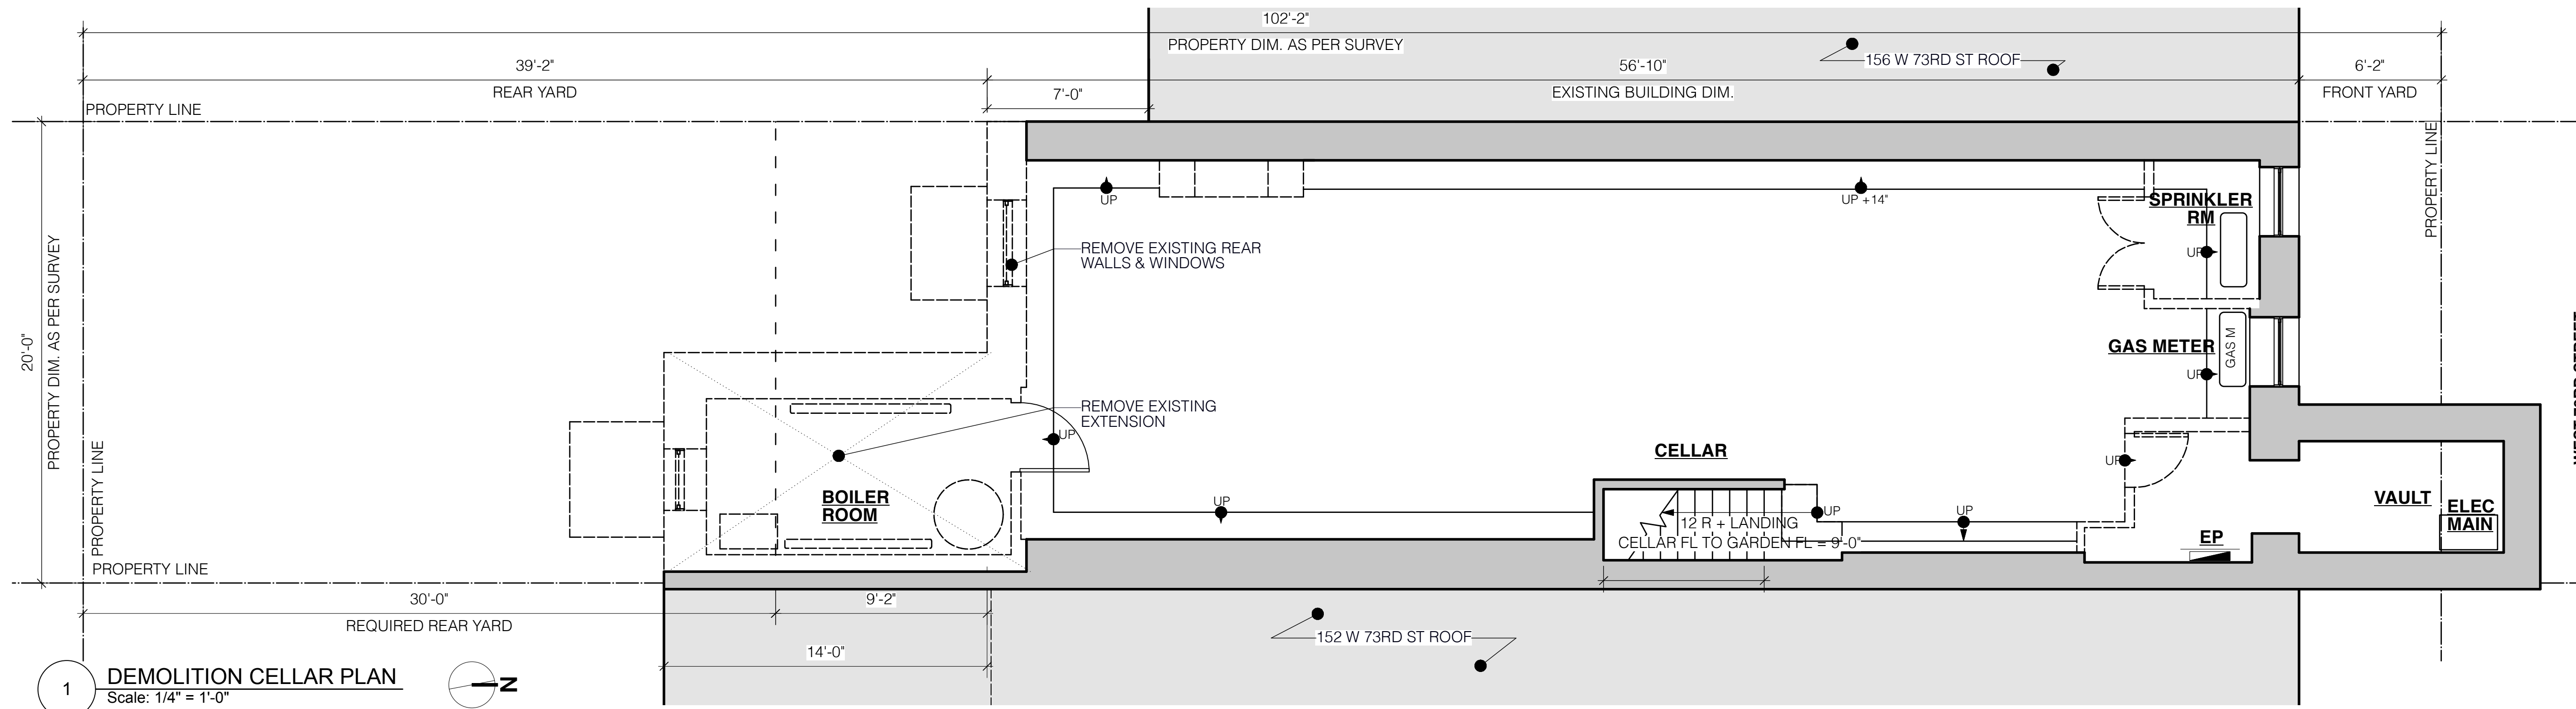 102'-2"
PROPERTY DIM. AS PER SURVEY
156 W 73RD ST ROOF
39'-2"
REAR YARD
56'-10"
EXISTING BUILDING DIM.
6'-2"
FRONT YARD
7'-0"
PROPERTY LINE
PROPERTY LINE
UP
UP +14"
SPRINKLER
RM
UP
REMOVE EXISTING REAR
WALLS & WINDOWS
20'-0"
PROPERTY DIM. AS PER SURVEY
GAS METER
GAS M
UP
REMOVE EXISTING
EXTENSION
UP
CELLAR
UP
PROPERTY LINE
BOILER
ROOM
UP
UP
UP
12 R + LANDING
CELLAR FL TO GARDEN FL = 9'-0"
VAULT
ELEC
MAIN
EP
PROPERTY LINE
30'-0"
REQUIRED REAR YARD
9'-2"
14'-0"
152 W 73RD ST ROOF
1
DEMOLITION CELLAR PLAN
Scale: 1/4" = 1'-0"
N